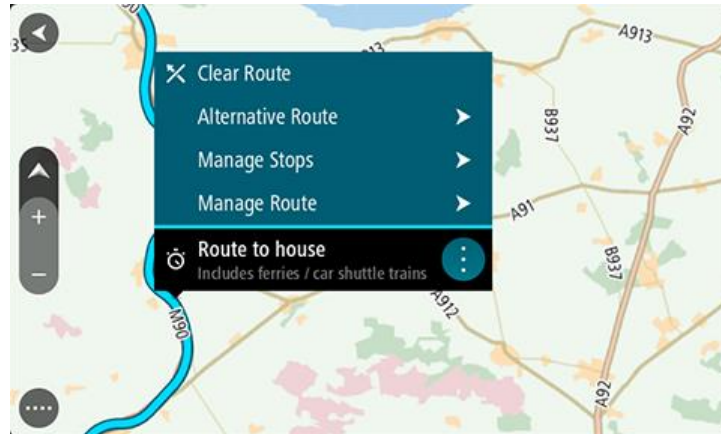 A913
35
A913
Clear Route
Alternative Route
Manage Stops
Manage Route
B937
A92
A91
Route to house
Includes ferries / car shuttle trains
B937
A912
M90
A92